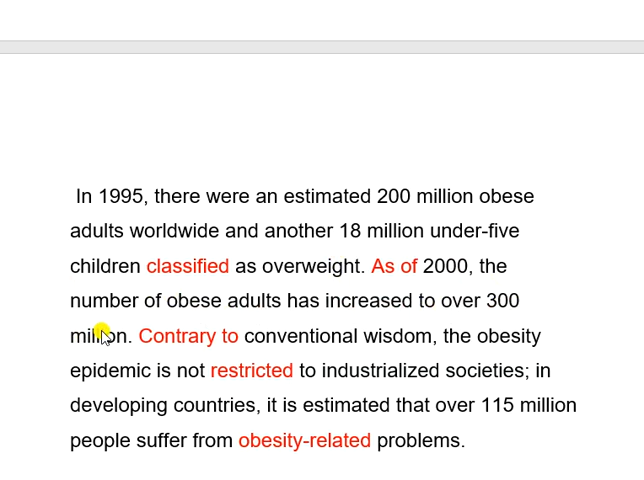 In 1995, there were an estimated 200 million obese
adults worldwide and another 18 million under-five
children classified as overweight. As of 2000, the
number of obese adults has increased to over 300
million. Contrary to conventional wisdom, the obesity
epidemic is not restricted to industrialized societies; in
developing countries, it is estimated that over 115 million
people suffer from obesity-related problems.